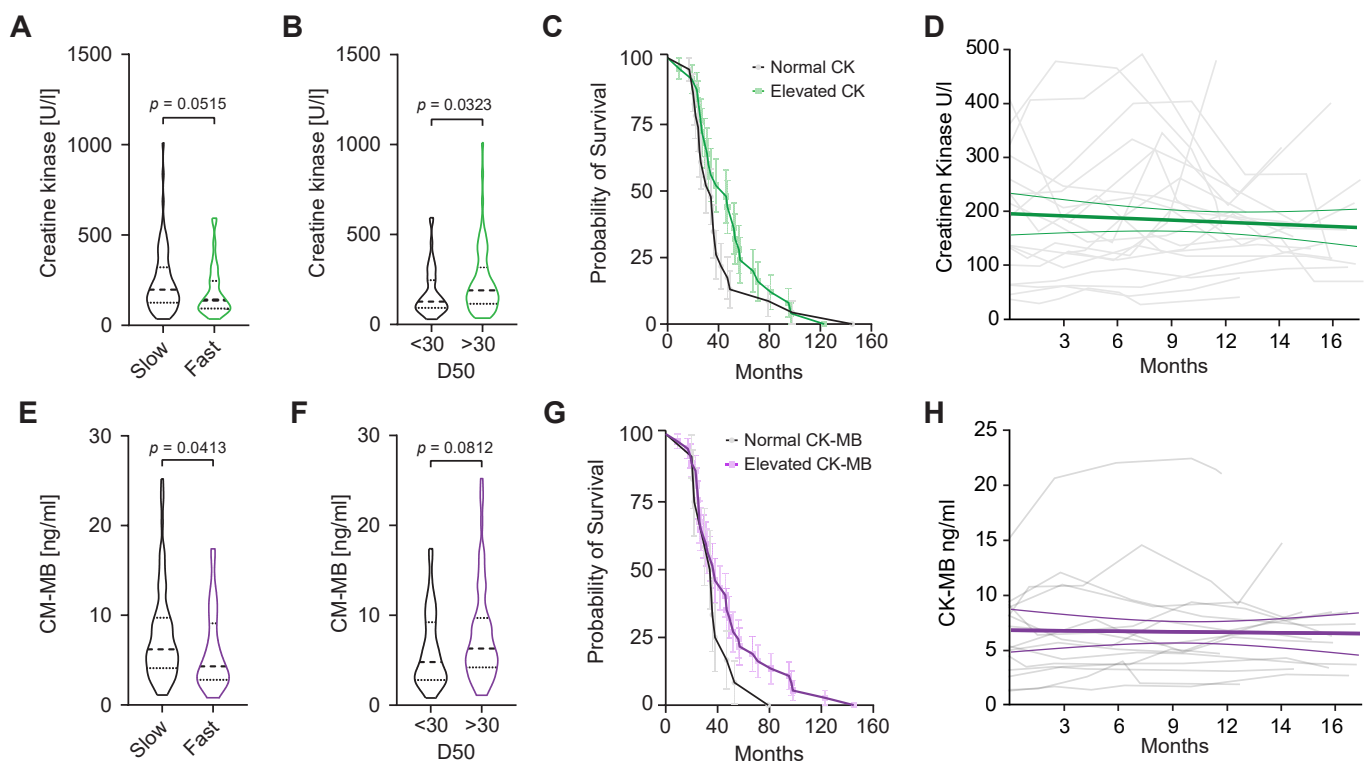 A
Creatine kinase [U/l]
1500
1000
500
0
p = 0.0515
Slow
Fast
B
Creatine kinase [U/l]
1500
1000
500
0
p = 0.0323
<30
>30
D50
C
Probability of Survival
100
75
50
25
0
Normal CK
Elevated CK
0
40
80
120
160
Months
D
Creatinen Kinase U/l
500
400
300
200
100
0
3
6
9
12
14
16
Months
E
CM-MB [ng/ml]
30
20
10
0
p = 0.0413
Slow
Fast
F
CM-MB [ng/ml]
30
20
10
0
p = 0.0812
<30
>30
D50
G
Probability of Survival
100
75
50
25
0
Normal CK-MB
Elevated CK-MB
0
40
80
120
160
Months
H
CK-MB ng/ml
25
20
15
10
5
0
3
6
9
12
14
16
Months